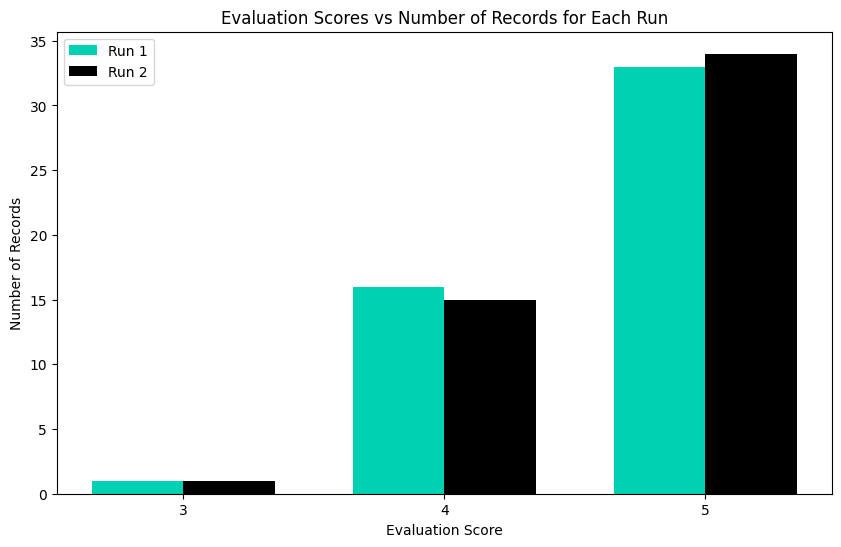 Evaluation Scores vs Number of Records for Each Run
Run 1
Run 2
Number of Records
35
30
25
20
15
10
5
0
3
4
5
Evaluation Score